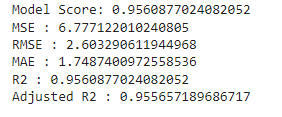 Model Score: 0.9560877024082052
MSE : 6.777122010240805
RMSE : 2.603290611944968
MAE : 1.7487400972558536
R2 : 0.9560877024082052
Adjusted R2 : 0.955657189686717